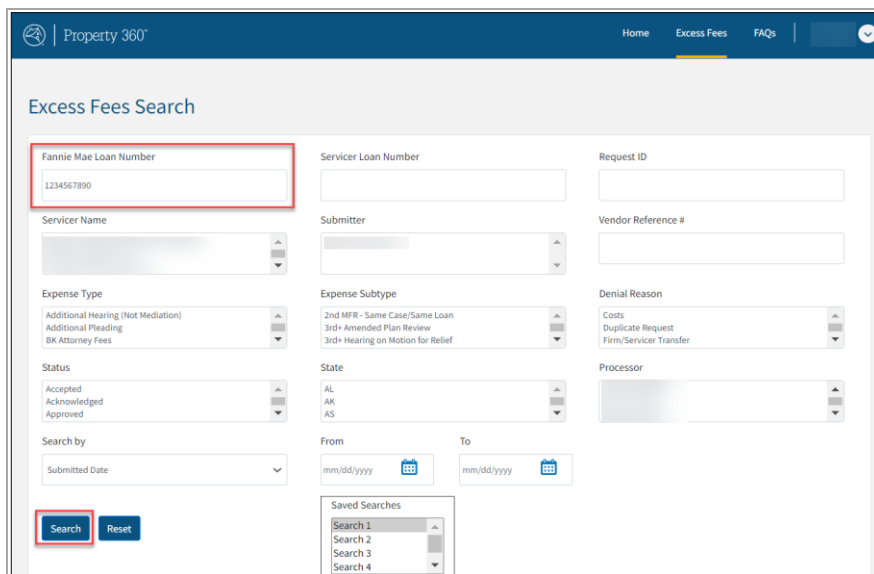 Property 360™
Home Excess Fees FAQs
Excess Fees Search
Fannie Mae Loan Number Servicer Loan Number Request ID
1234567890
Servicer Name Submitter Vendor Reference #
Expense Type Expense Subtype Denial Reason
Additional Hearing (Not Mediation) 2nd MFR - Same Case/Same Loan Costs
Additional Pleading 3rd+ Amended Plan Review Duplicate Request
BK Attorney Fees 3rd+ Hearing on Motion for Relief Firm/Servicer Transfer
Status State Processor
Accepted AL
Acknowledged AK
Approved AS
Search by From To
Submitted Date mm/dd/yyyy mm/dd/yyyy
Saved Searches
Search Reset Search 1
Search 2
Search 3
Search 4